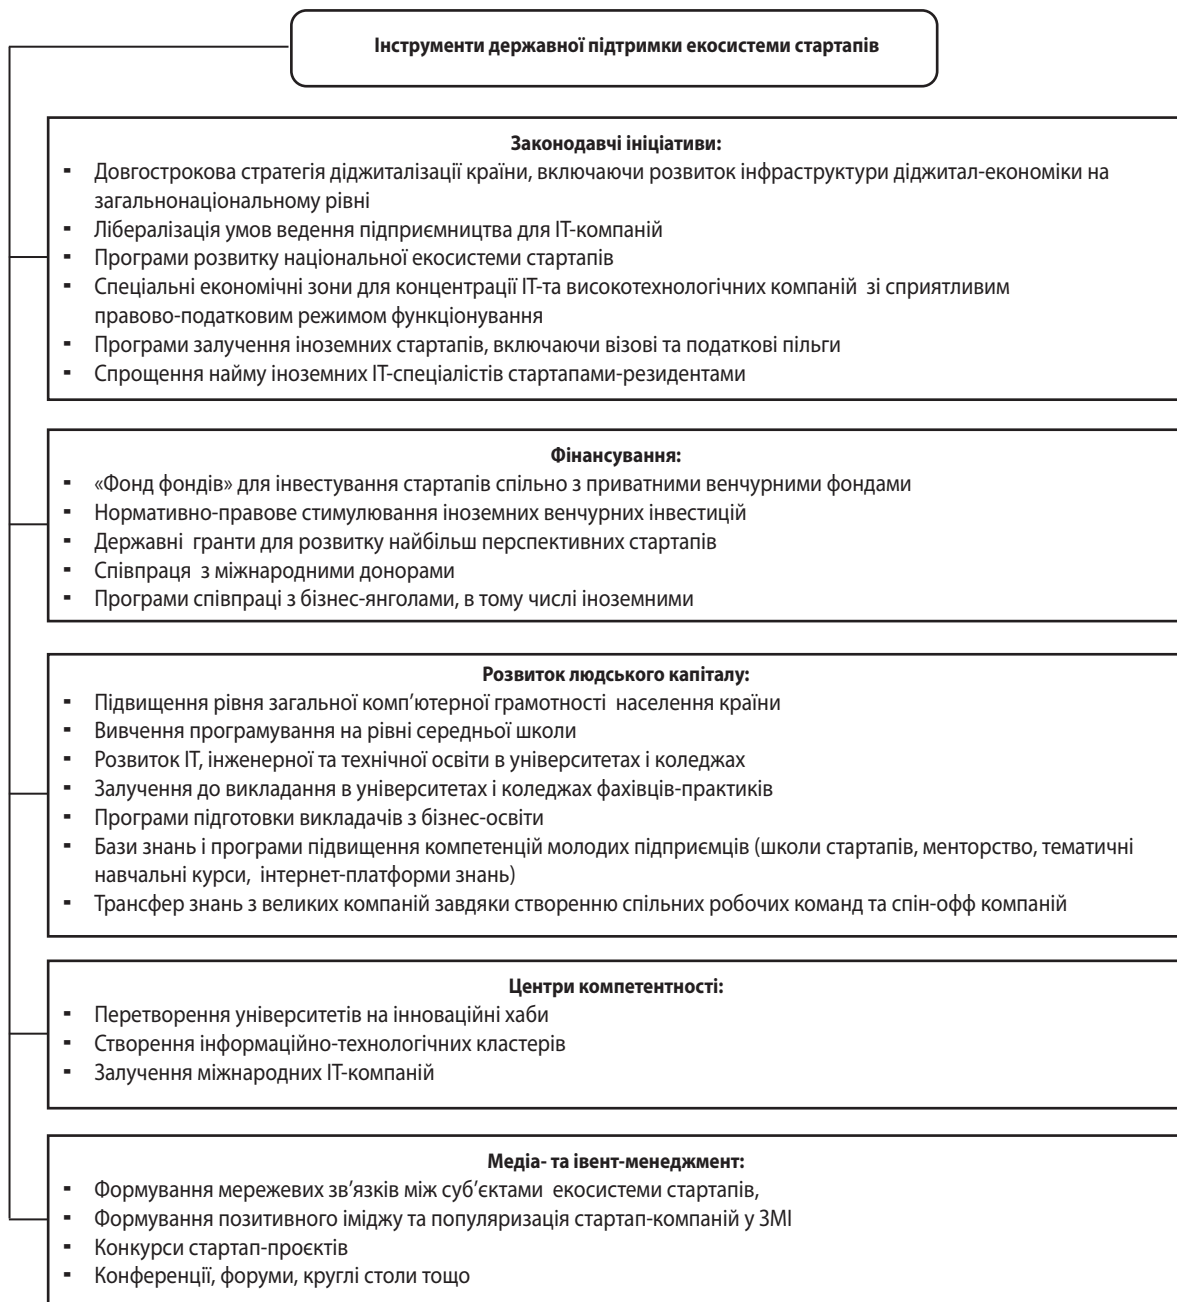 Інструменти державної підтримки екосистеми стартапів
Законодавчі ініціативи:
- Довгострокова стратегія діджиталізації країни, включаючи розвиток інфраструктури діджитал-економіки на
загальнонаціональному рівні
- Лібералізація умов ведення підприємництва для ІТ-компаній
- Програми розвитку національної екосистеми стартапів
- Спеціальні економічні зони для концентрації ІТ-та високотехнологічних компаній зі сприятливим
правово-податковим режимом функціонування
- Програми залучення іноземних стартапів, включаючи візові та податкові пільги
- Спрощення найму іноземних ІТ-спеціалістів стартапами-резидентами
Фінансування:
- «Фонд фондів» для інвестування стартапів спільно з приватними венчурними фондами
- Нормативно-правове стимулювання іноземних венчурних інвестицій
- Державні гранти для розвитку найбільш перспективних стартапів
- Співпраця з міжнародними донорами
- Програми співпраці з бізнес-янголами, в тому числі іноземними
Розвиток людського капіталу:
- Підвищення рівня загальної комп’ютерної грамотності населення країни
- Вивчення програмування на рівні середньої школи
- Розвиток ІТ, інженерної та технічної освіти в університетах і коледжах
- Залучення до викладання в університетах і коледжах фахівців-практиків
- Програми підготовки викладачів з бізнес-освіти
- Бази знань і програми підвищення компетенцій молодих підприємців (школи стартапів, менторство, тематичні
навчальні курси, інтернет-платформи знань)
- Трансфер знань з великих компаній завдяки створенню спільних робочих команд та спін-офф компаній
Центри компетентності:
- Перетворення університетів на інноваційні хаби
- Створення інформаційно-технологічних кластерів
- Залучення міжнародних ІТ-компаній
Медіа- та івент-менеджмент:
- Формування мережевих зв’язків між суб’єктами екосистеми стартапів,
- Формування позитивного іміджу та популяризація стартап-компаній у ЗМІ
- Конкурси стартап-проєктів
- Конференції, форуми, круглі столи тощо